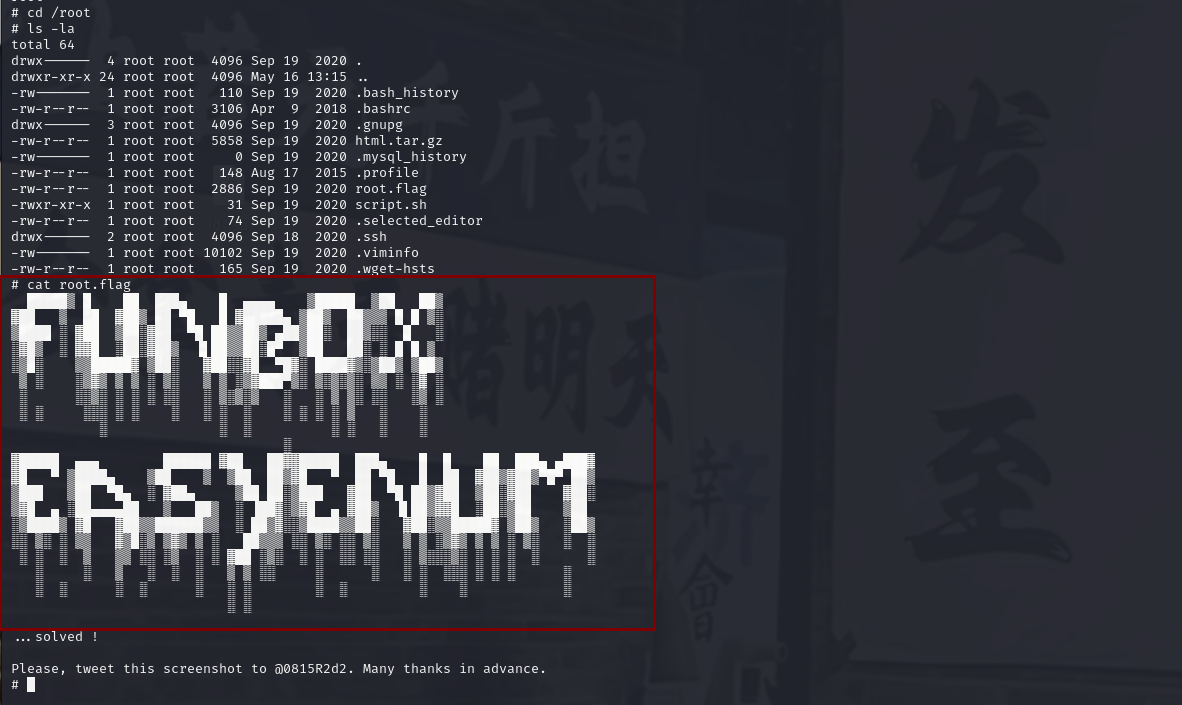 # cd /root
# ls -la
total 64
drwx------  4 root root  4096 Sep 19  2020 .
drwxr-xr-x 24 root root  4096 May 16 13:15 ..
-rw-------  1 root root   110 Sep 19  2020 .bash_history
-rw-r--r--  1 root root  3106 Apr  9  2018 .bashrc
drwx------  3 root root  4096 Sep 19  2020 .gnupg
-rw-r--r--  1 root root  5858 Sep 19  2020 html.tar.gz
-rw-------  1 root root     0 Sep 19  2020 .mysql_history
-rw-r--r--  1 root root   148 Aug 17  2015 .profile
-rw-r--r--  1 root root  2886 Sep 19  2020 root.flag
-rwxr-xr-x  1 root root    31 Sep 19  2020 script.sh
-rw-r--r--  1 root root    74 Sep 19  2020 .selected_editor
drwx------  2 root root  4096 Sep 18  2020 .ssh
-rw-------  1 root root 10102 Sep 19  2020 .viminfo
-rw-r--r--  1 root root   165 Sep 19  2020 .wget-hsts
# cat root.flag
FUNBOX
EASYENUM
...solved !
Please, tweet this screenshot to @0815R2d2. Many thanks in advance.
#
斤担
赌明天
发
至